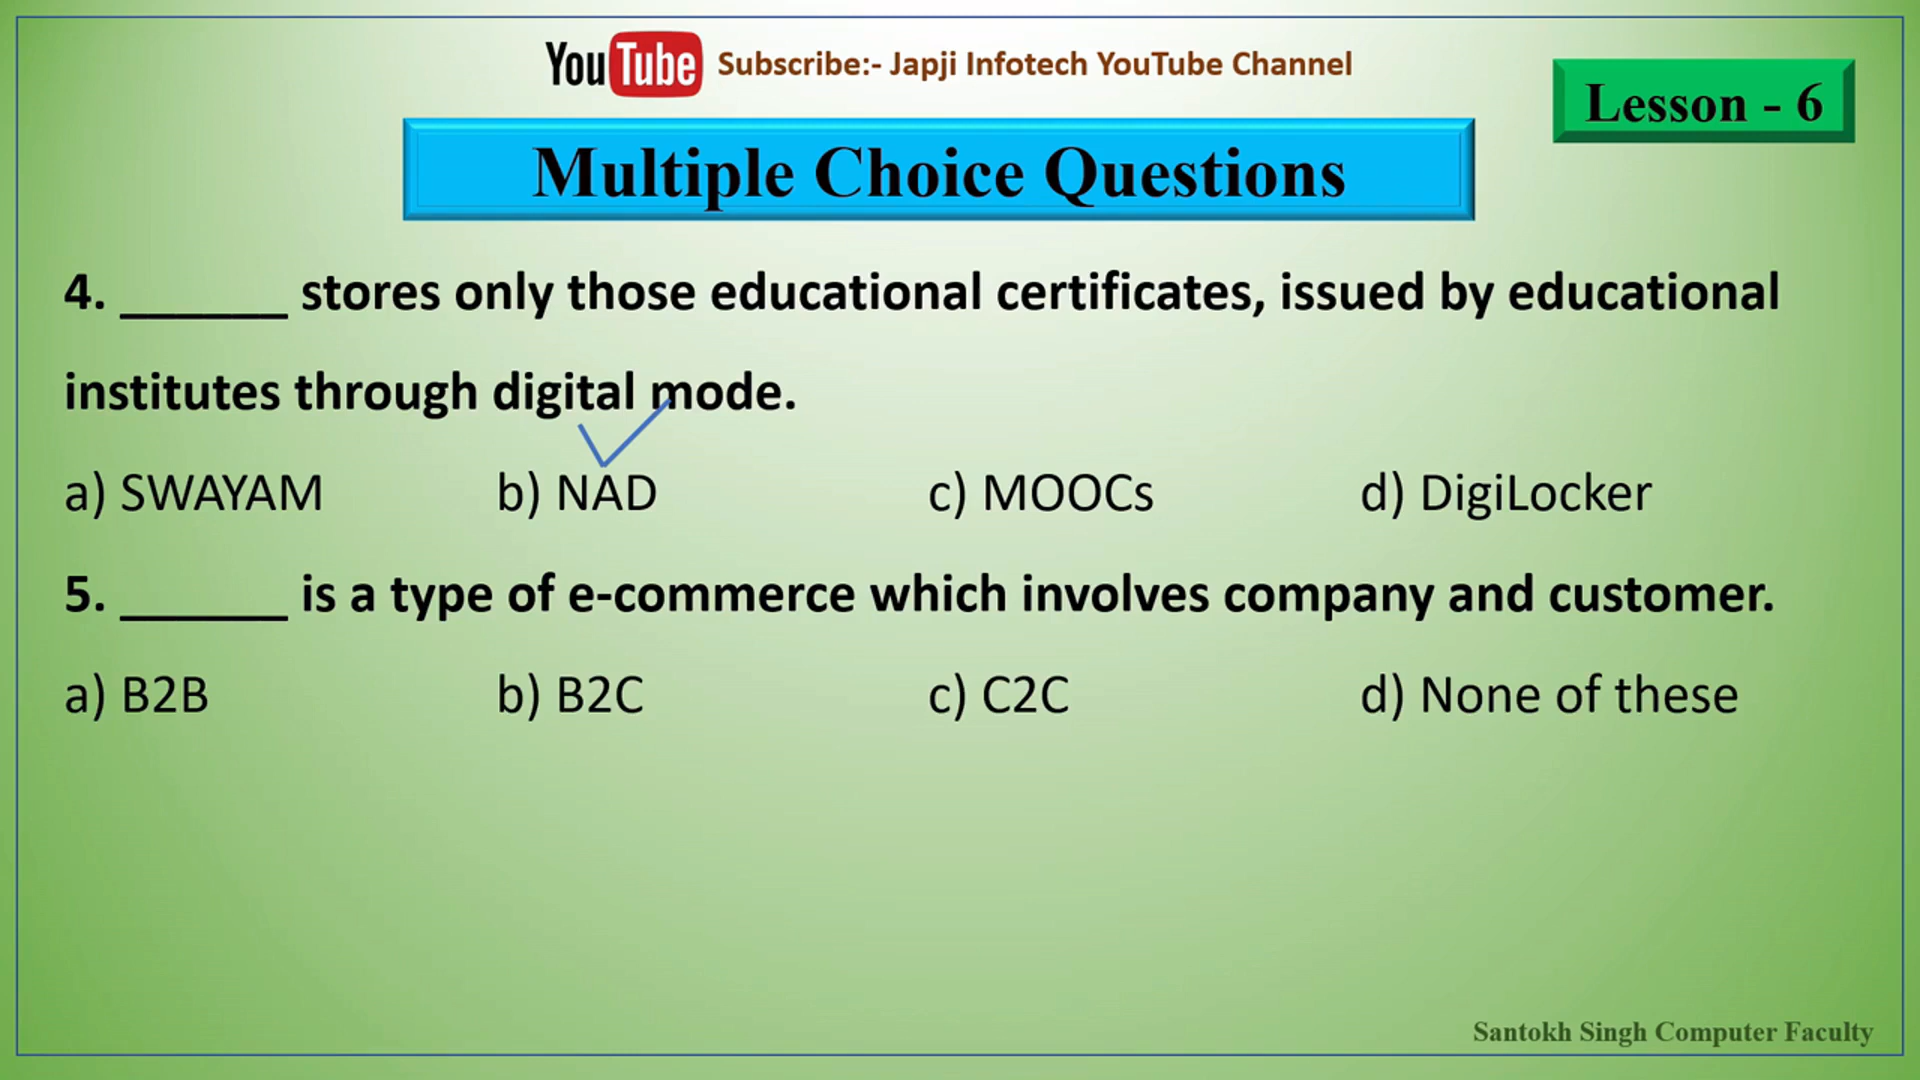 YouTube Subscribe:- Japji Infotech YouTube Channel
Lesson - 6
Multiple Choice Questions
4. ______ stores only those educational certificates, issued by educational
institutes through digital mode.
a) SWAYAM b) NAD c) MOOCs d) DigiLocker
5. ______ is a type of e-commerce which involves company and customer.
a) B2B b) B2C c) C2C d) None of these
Santokh Singh Computer Faculty